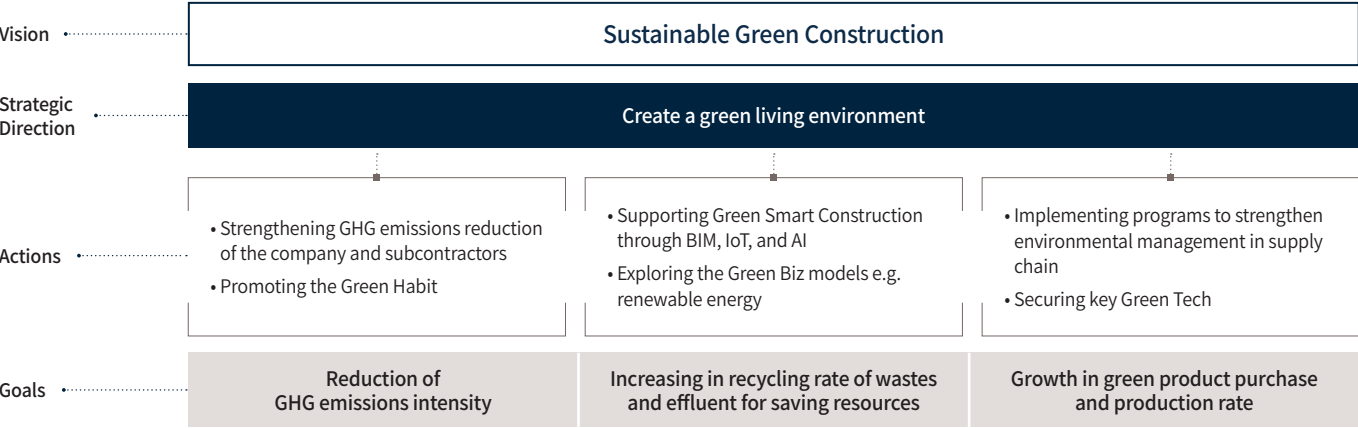 Vision
Sustainable Green Construction
Strategic
Direction
Create a green living environment
Actions
• Strengthening GHG emissions reduction
of the company and subcontractors
• Promoting the Green Habit
• Supporting Green Smart Construction
through BIM, IoT, and AI
• Exploring the Green Biz models e.g.
renewable energy
• Implementing programs to strengthen
environmental management in supply
chain
• Securing key Green Tech
Goals
Reduction of
GHG emissions intensity
Increasing in recycling rate of wastes
and effluent for saving resources
Growth in green product purchase
and production rate